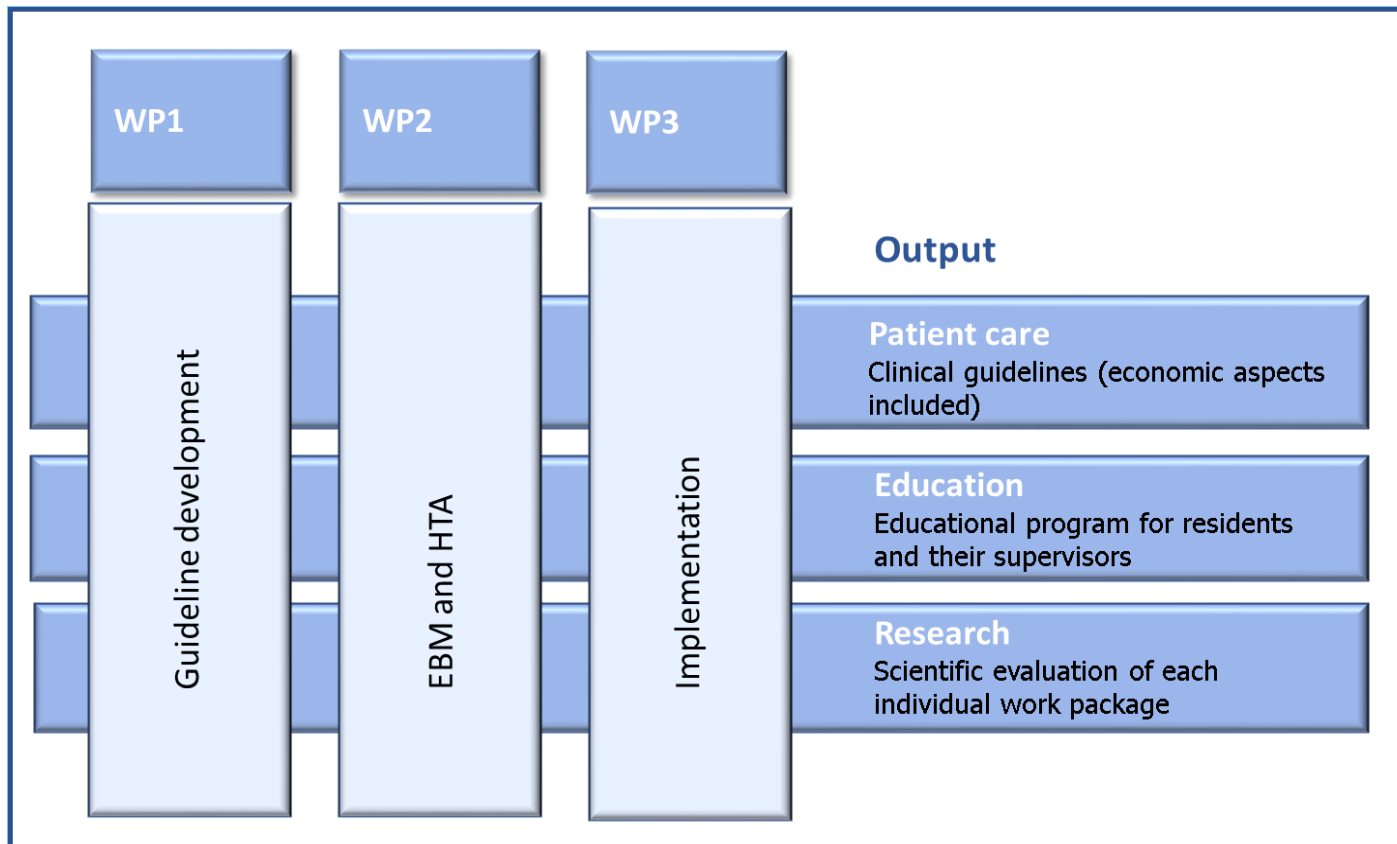 WP1
WP2
WP3
Guideline development
EBM and HTA
Implementation
Output
Patient care
Clinical guidelines (economic aspects
included)
Education
Educational program for residents
and their supervisors
Research
Scientific evaluation of each
individual work package